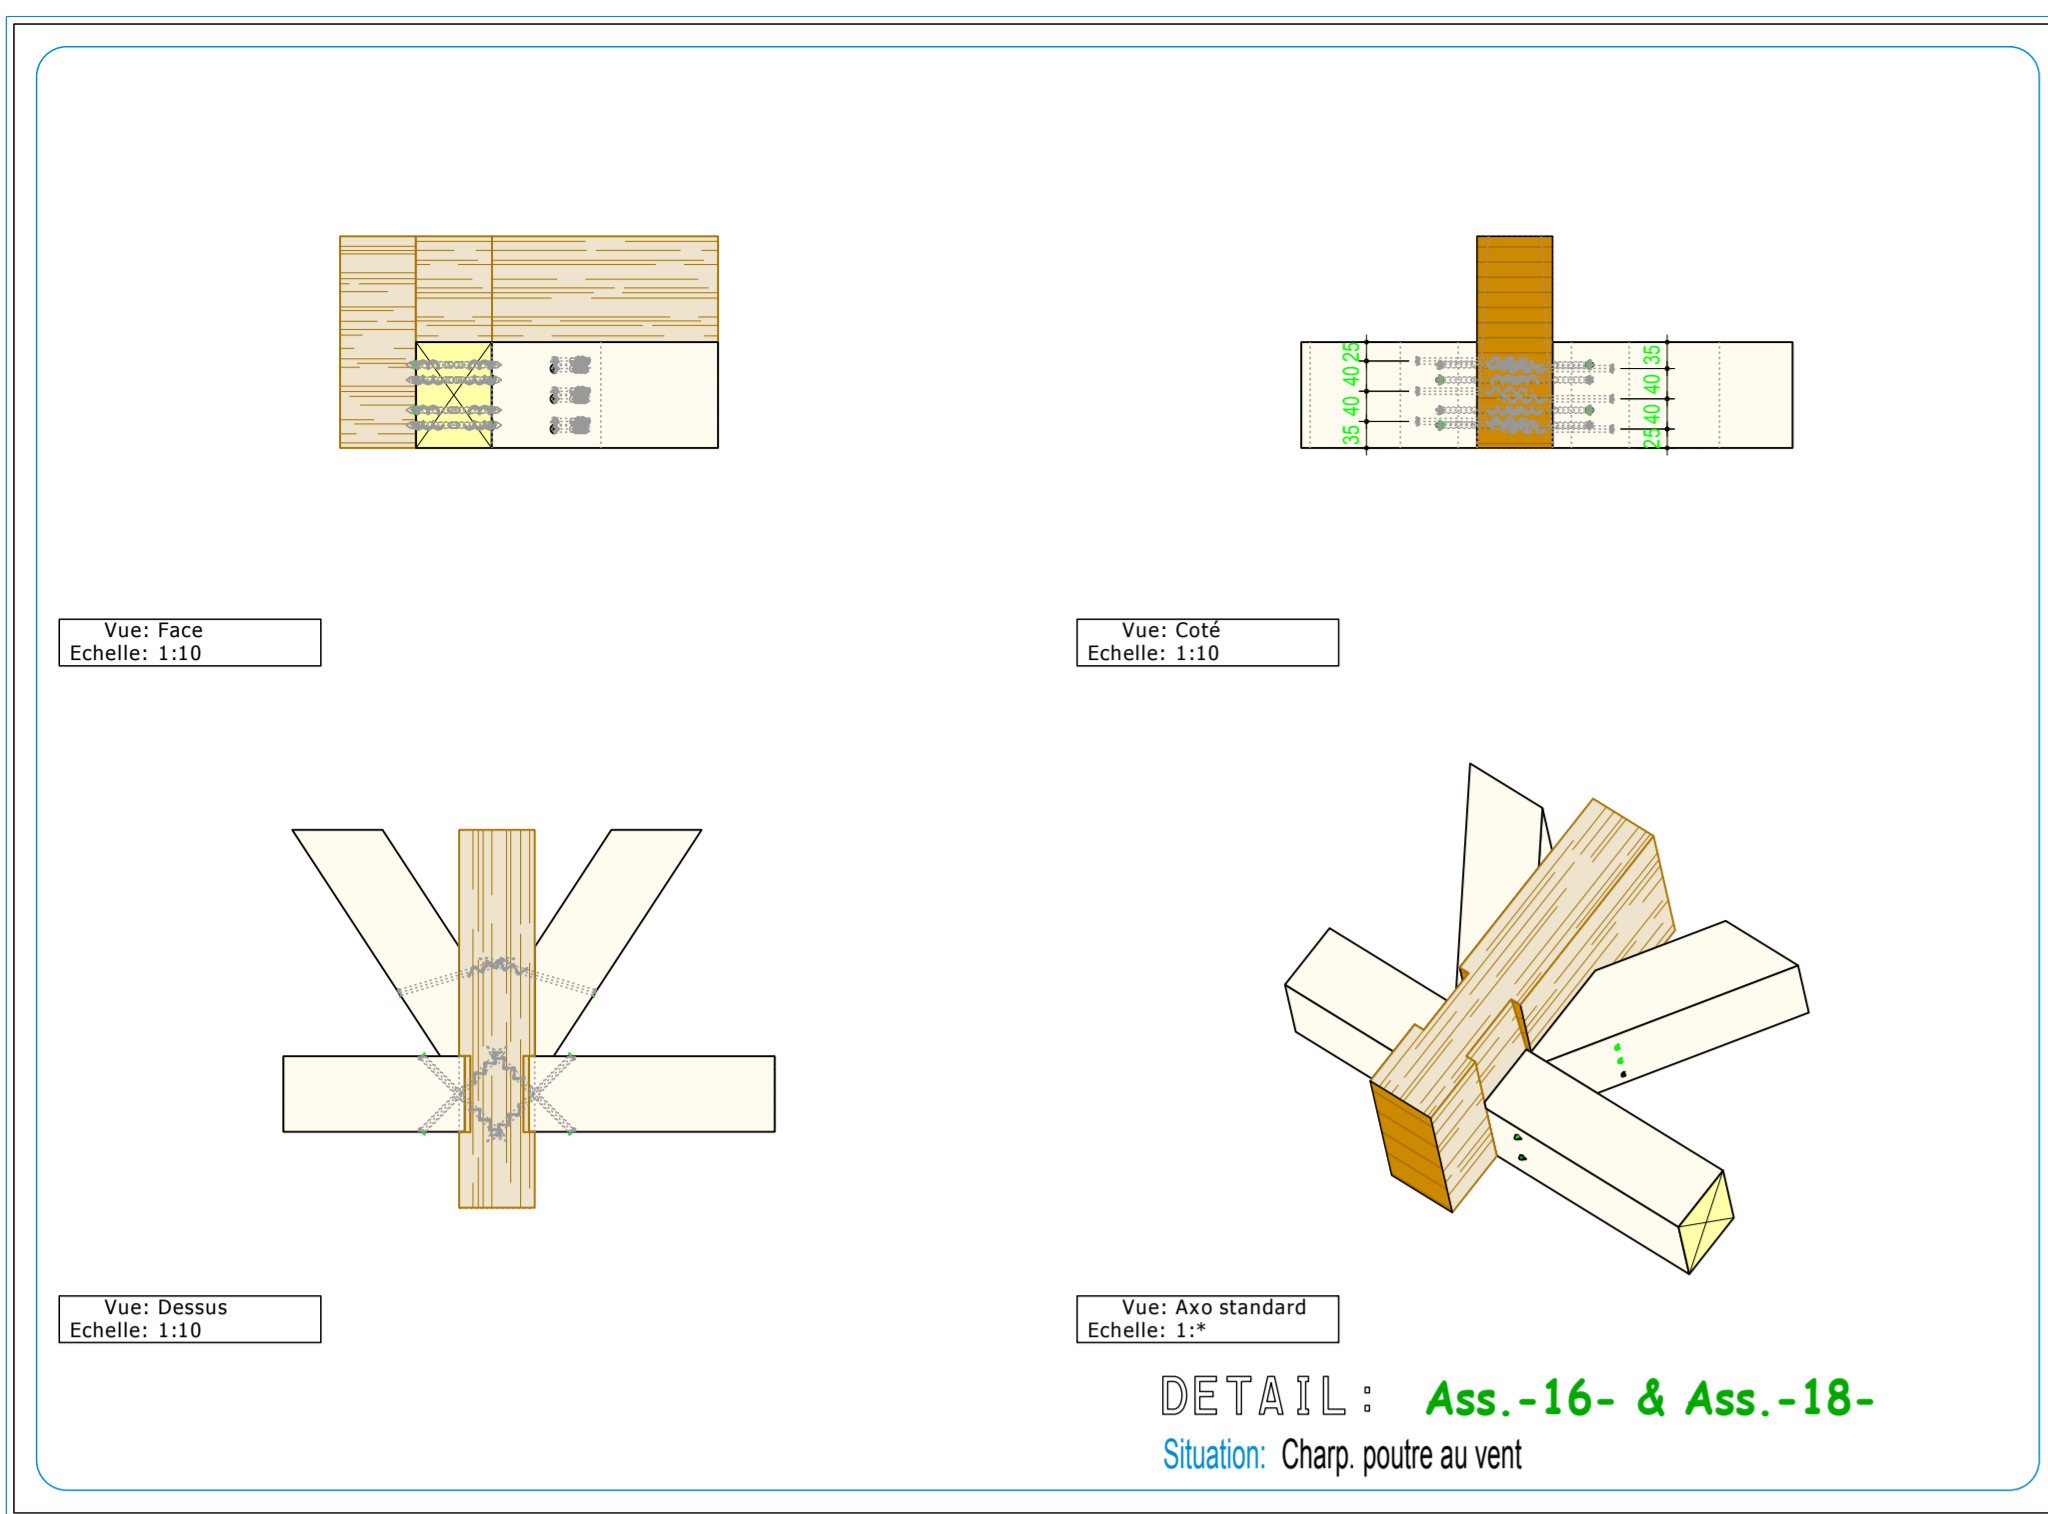 25
40
40
35
35
40
40
25
Vue: Face
Echelle: 1:10
Vue: Coté
Echelle: 1:10
Vue: Dessus
Echelle: 1:10
Vue: Axo standard
Echelle: 1:*
DETAIL: Ass.-16- & Ass.-18-
Situation: Charp. poutre au vent